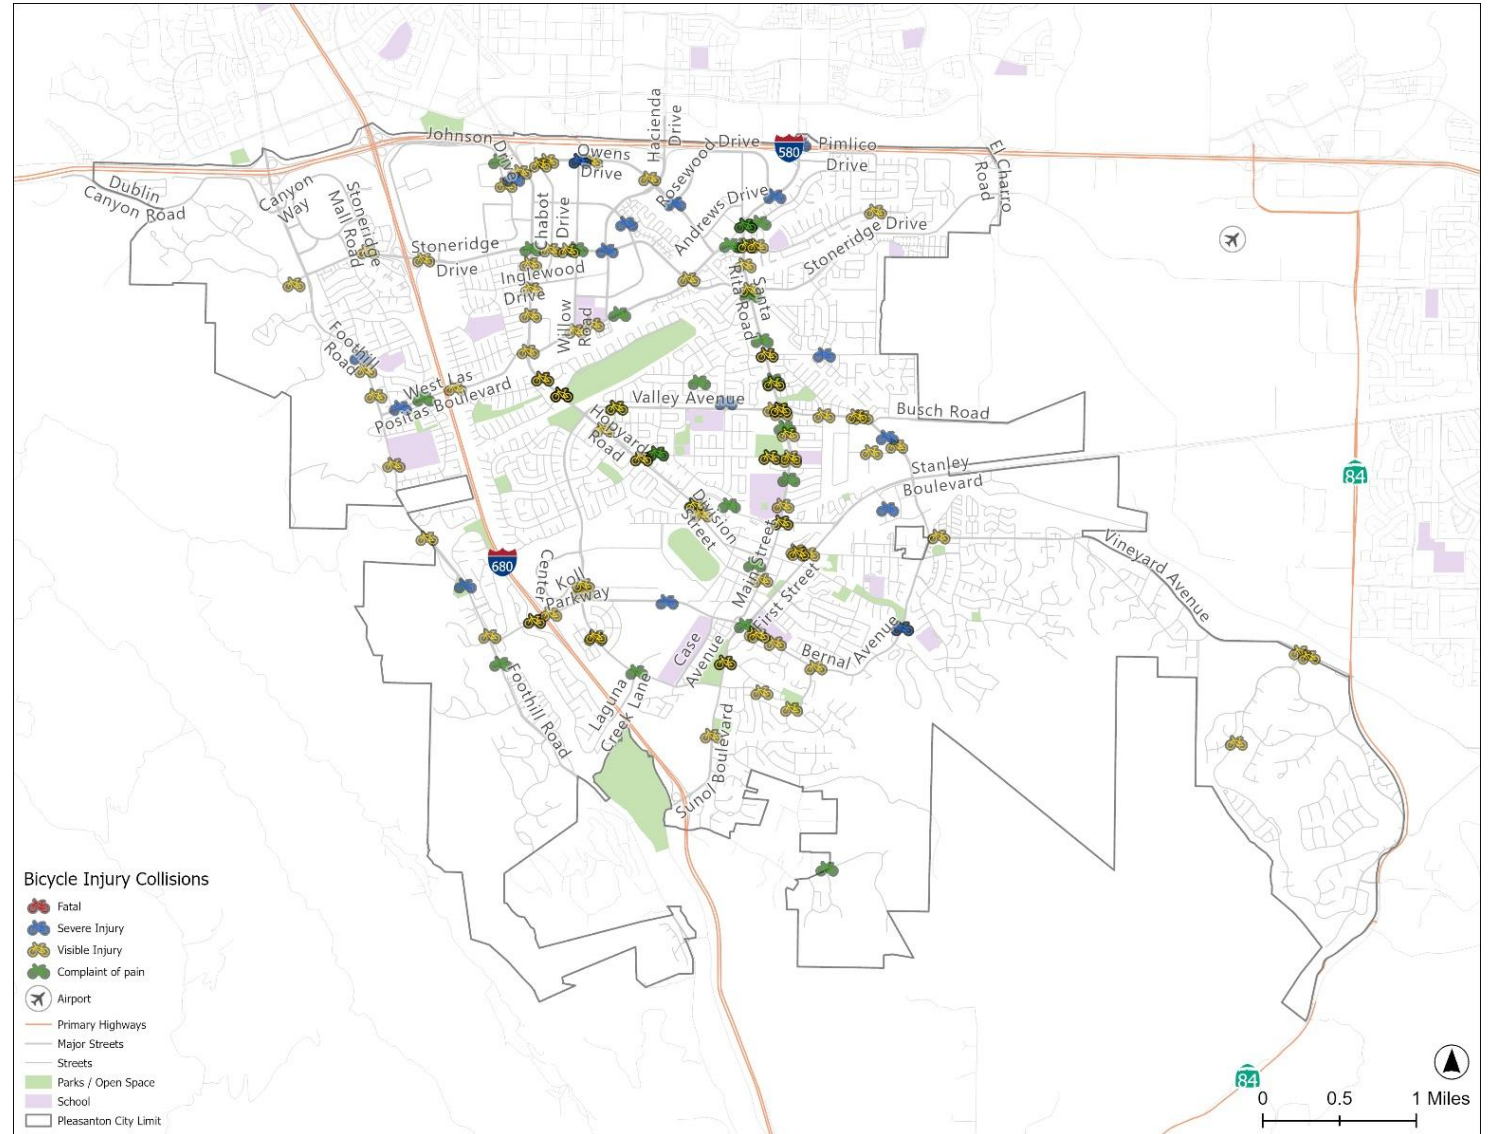 Johnson Drive
Owens
Drive
Hacienda
Drive
Rosewood Drive
580
Pimlico
Drive
El Charro
Road
Dublin
Canyon Road
Canyon
Way
Stoneridge
Mall Road
Chabot
Drive
Andrews Drive
Stoneridge Drive
Stoneridge
Drive
Inglewood
Drive
Willow
Road
Santa
Rita Road
Foothill
Road
West Las
Positas Boulevard
Valley Avenue
Busch Road
Hopyard
Road
Stanley
Boulevard
84
Division
Street
Main Street
First Street
Vineyard Avenue
680
Center
Koll
Parkway
Case
Avenue
Bernal Avenue
Foothill Road
Laguna
Creek Lane
Sunol Boulevard
Bicycle Injury Collisions
Fatal
Severe Injury
Visible Injury
Complaint of pain
Airport
Primary Highways
Major Streets
Streets
Parks / Open Space
School
Pleasanton City Limit
84
0 0.5 1 Miles